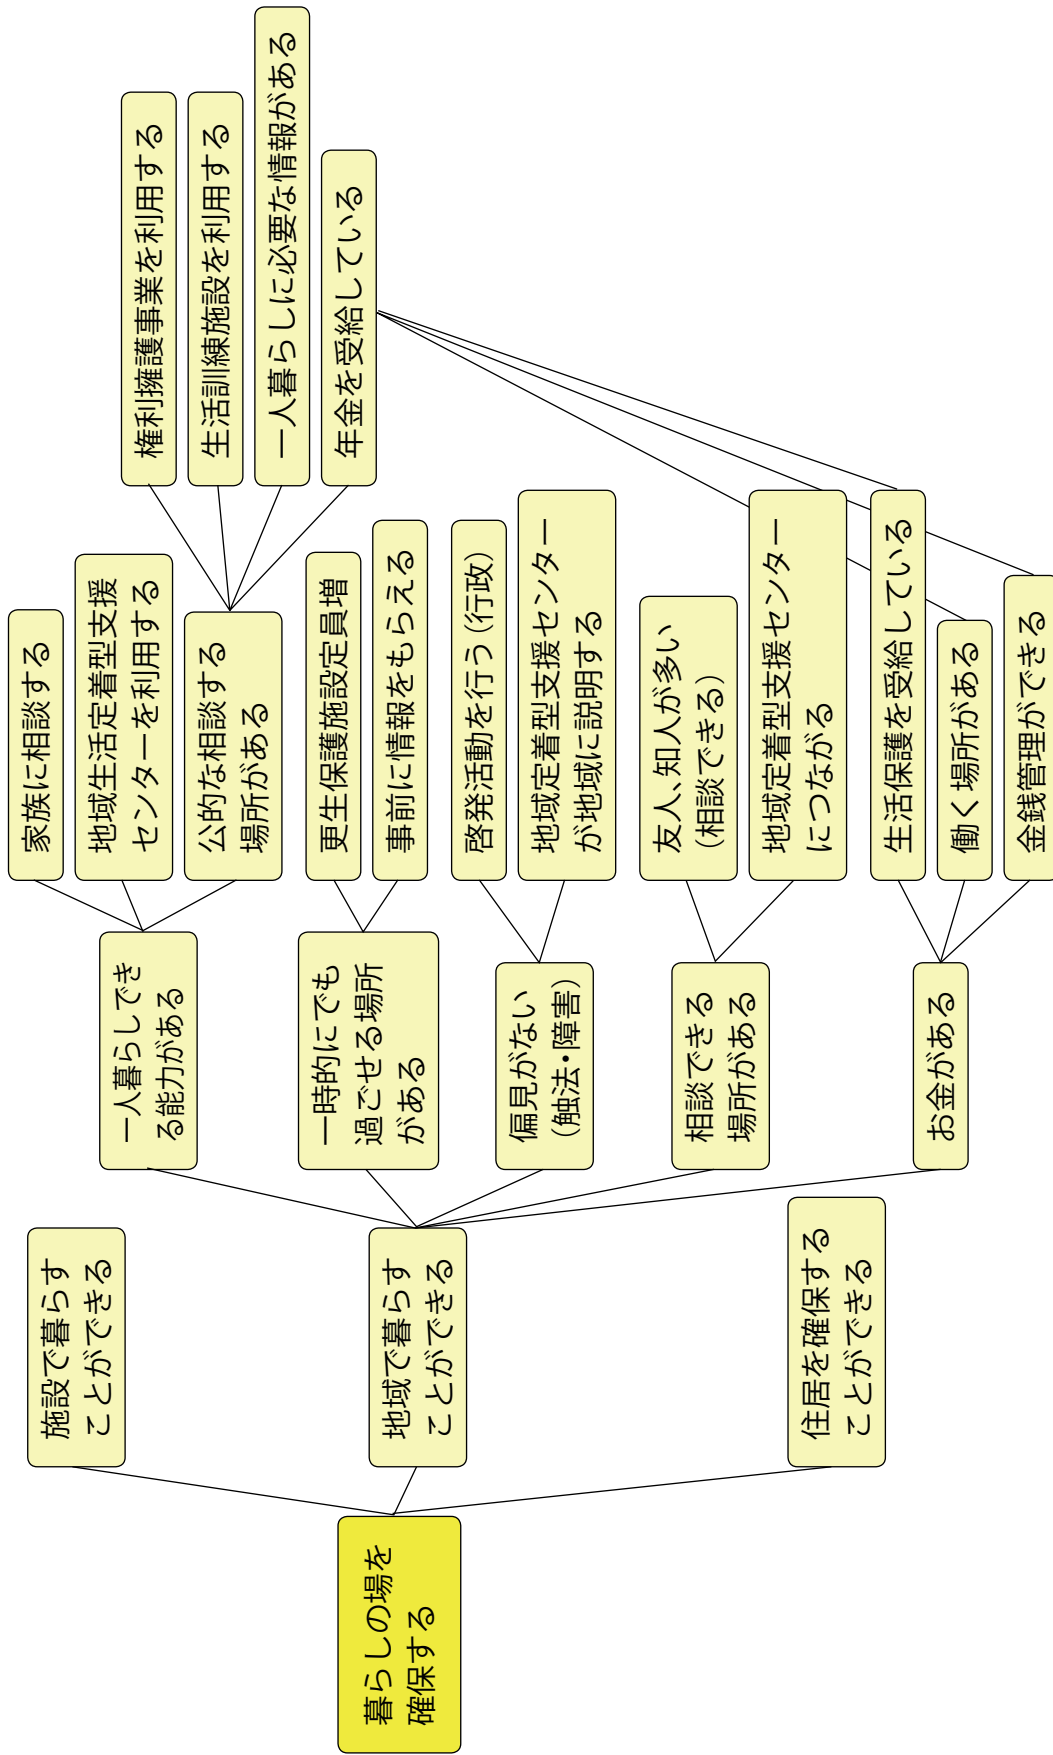 暮らしの場を
確保する
施設で暮らす
ことができる
地域で暮らす
ことができる
住居を確保する
ことができる
一人暮らしでき
る能力がある
一時的にでも
過ごせる場所
がある
偏見がない
（触法・障害）
相談できる
場所がある
お金がある
家族に相談する
地域生活定着型支援
センターを利用する
公的な相談する
場所がある
更生保護施設定員増
事前に情報をもらえる
啓発活動を行う（行政）
地域定着型支援センター
が地域に説明する
友人、知人が多い
（相談できる）
地域定着型支援センター
につながる
生活保護を受給している
働く場所がある
金銭管理ができる
権利擁護事業を利用する
生活訓練施設を利用する
一人暮らしに必要な情報がある
年金を受給している